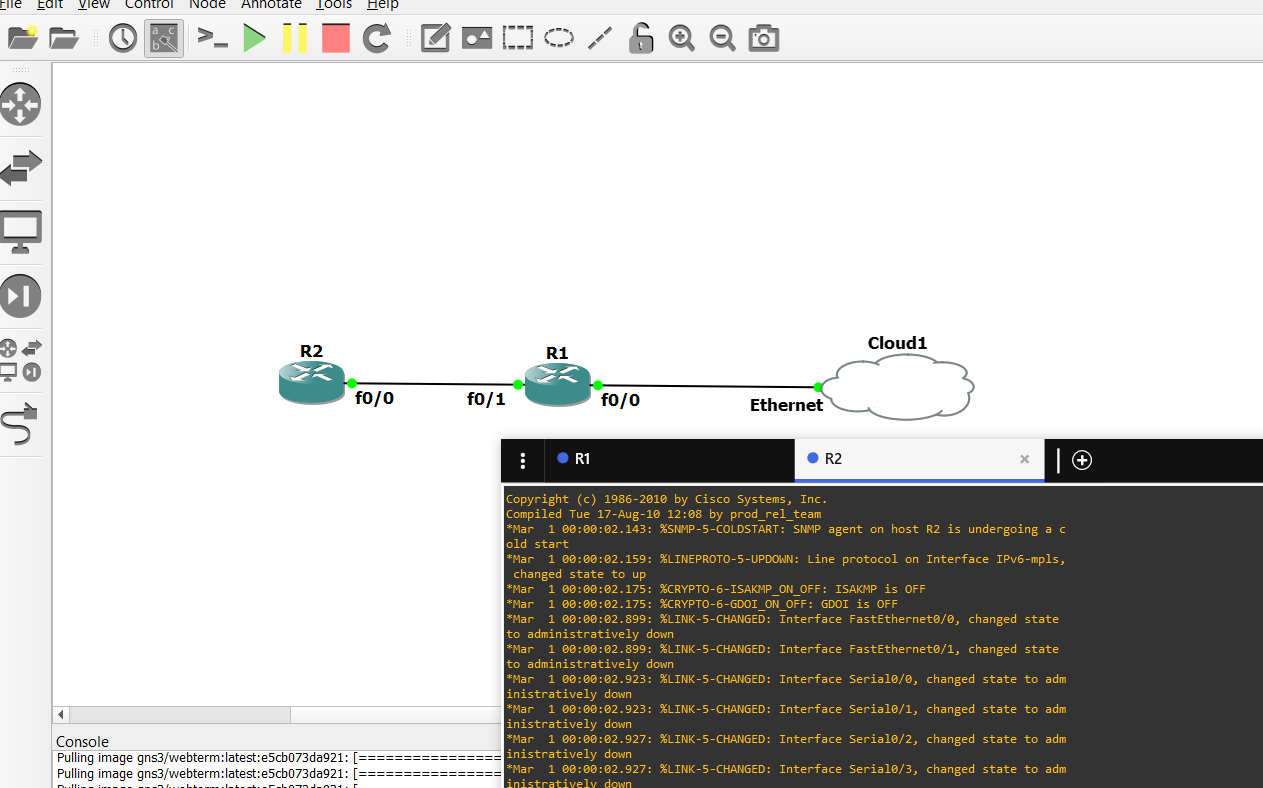 File Edit View Control Node Annotate Tools Help
R2
R1
Cloud1
f0/0
f0/1
f0/0
Ethernet
R1
R2
Copyright (c) 1986-2010 by Cisco Systems, Inc.
Compiled Tue 17-Aug-10 12:08 by prod_rel_team
*Mar  1 00:00:02.143: %SNMP-5-COLDSTART: SNMP agent on host R2 is undergoing a c
old start
*Mar  1 00:00:02.159: %LINEPROTO-5-UPDOWN: Line protocol on Interface IPv6-mpls,
 changed state to up
*Mar  1 00:00:02.175: %CRYPTO-6-ISAKMP_ON_OFF: ISAKMP is OFF
*Mar  1 00:00:02.175: %CRYPTO-6-GDOI_ON_OFF: GDOI is OFF
*Mar  1 00:00:02.899: %LINK-5-CHANGED: Interface FastEthernet0/0, changed state
to administratively down
*Mar  1 00:00:02.899: %LINK-5-CHANGED: Interface FastEthernet0/1, changed state
to administratively down
*Mar  1 00:00:02.923: %LINK-5-CHANGED: Interface Serial0/0, changed state to adm
inistratively down
*Mar  1 00:00:02.923: %LINK-5-CHANGED: Interface Serial0/1, changed state to adm
inistratively down
*Mar  1 00:00:02.927: %LINK-5-CHANGED: Interface Serial0/2, changed state to adm
inistratively down
*Mar  1 00:00:02.927: %LINK-5-CHANGED: Interface Serial0/3, changed state to adm
inistratively down
Console
Pulling image gns3/webterm:latest:e5cb073da921: [================
Pulling image gns3/webterm:latest:e5cb073da921: [================
Pulling image gns3/webterm:latest:e5cb073da921: [